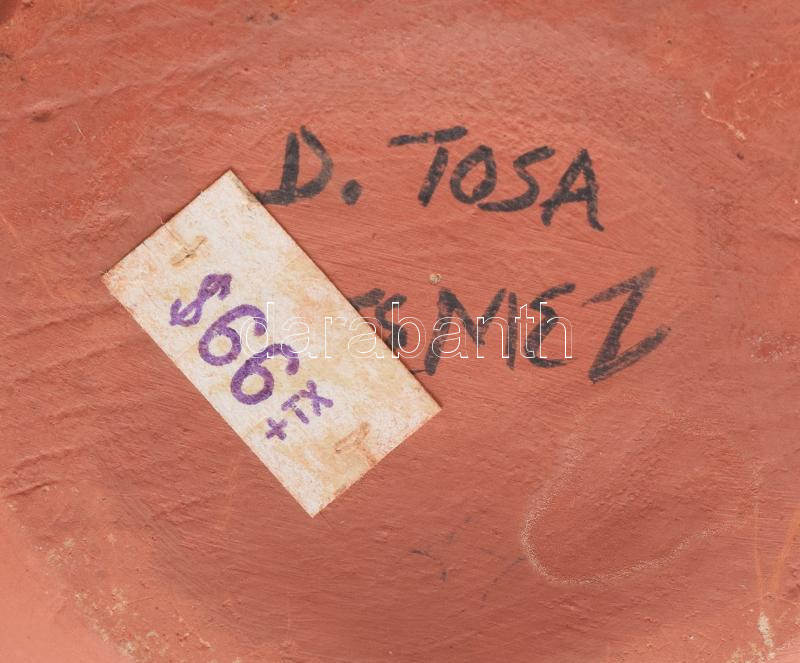 D. TOSA
$66
+TX
darabanth